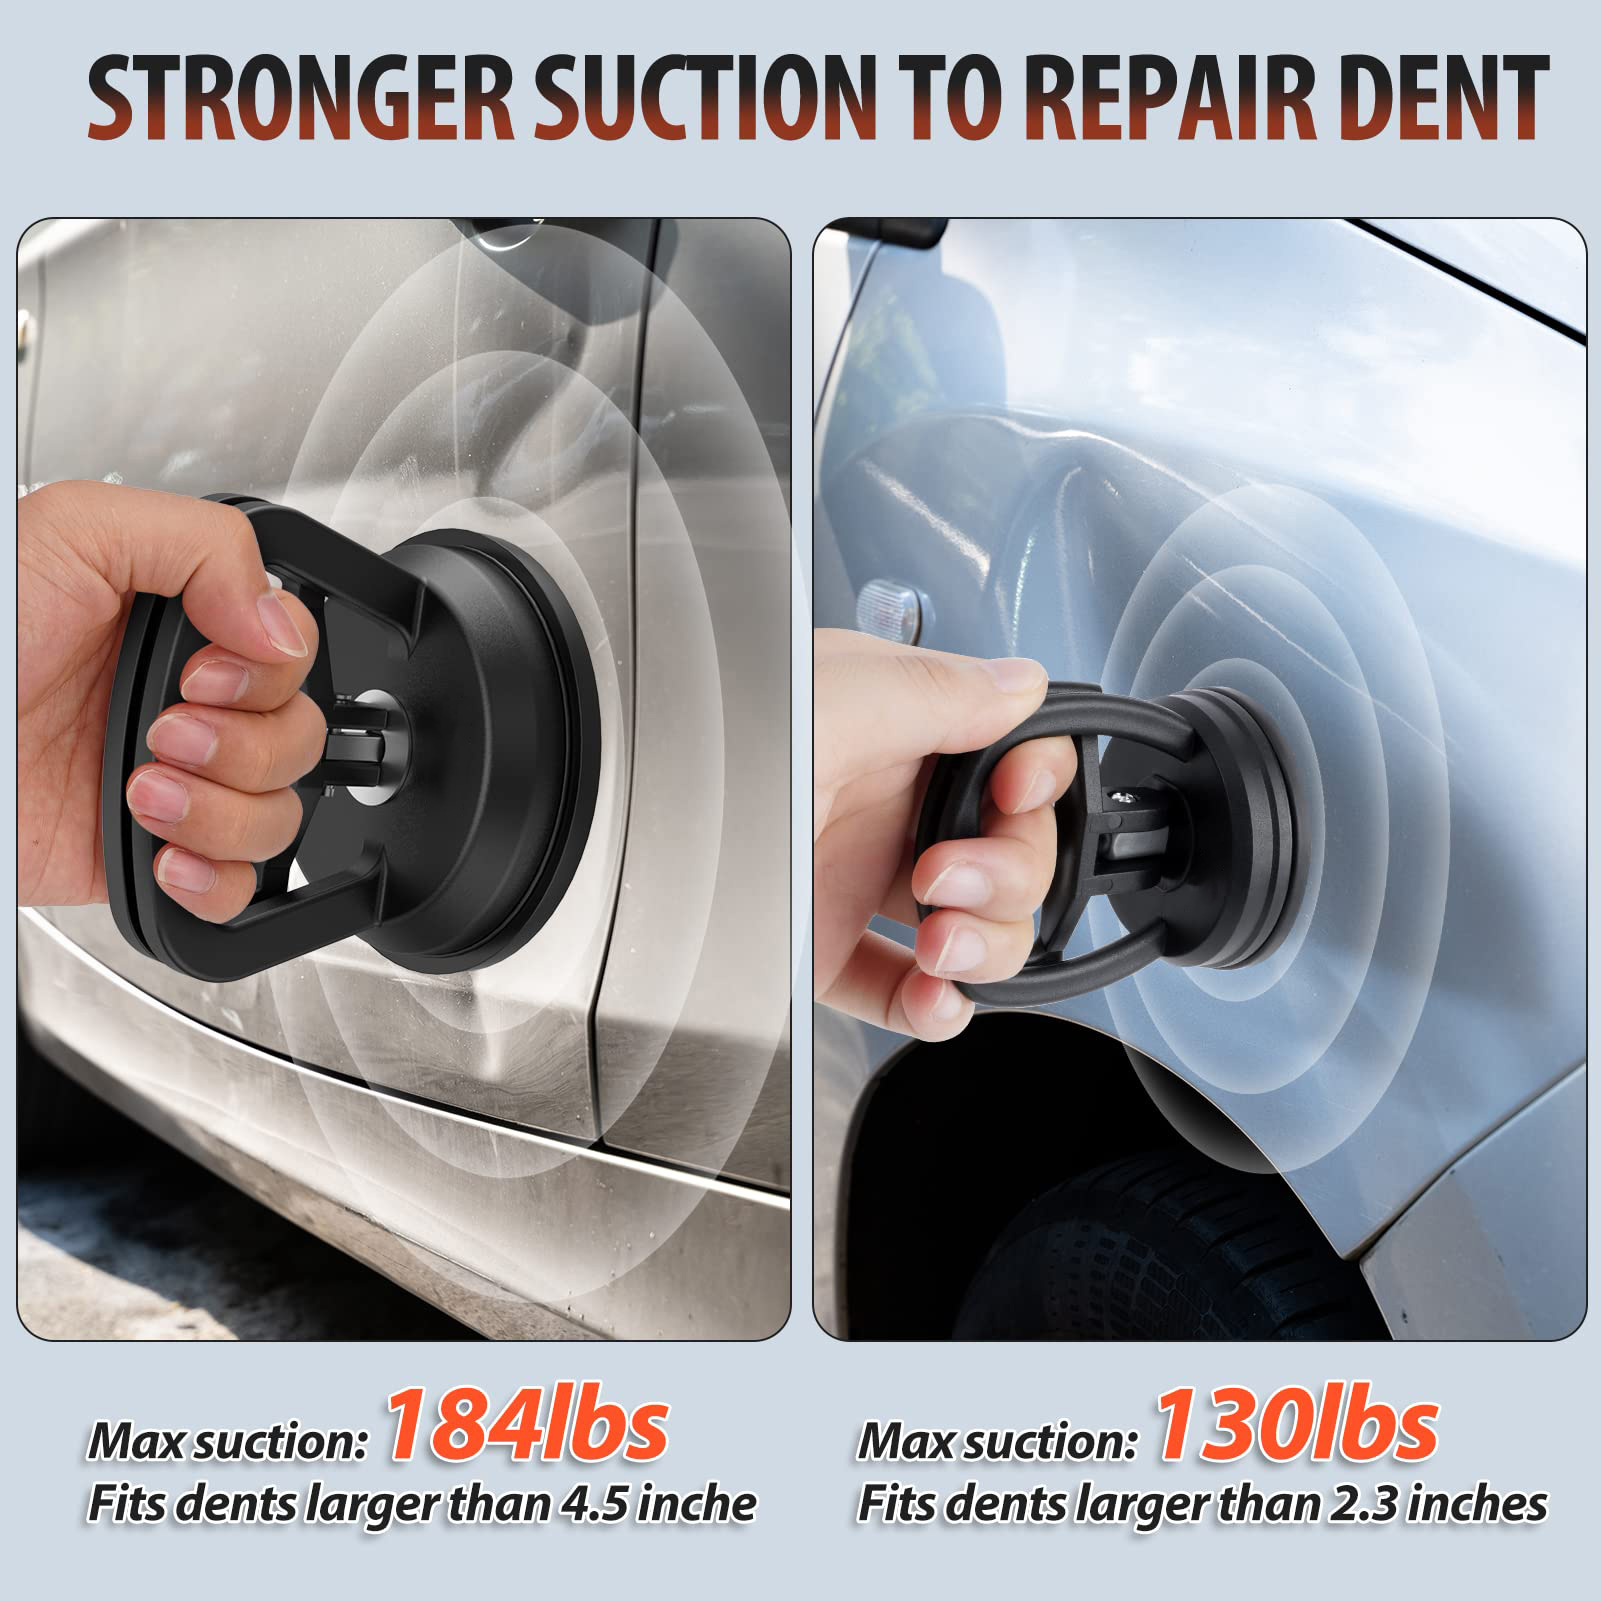 STRONGER SUCTION TO REPAIR DENT
Max suction: 184lbs
Fits dents larger than 4.5 inche
Max suction: 130lbs
Fits dents larger than 2.3 inches